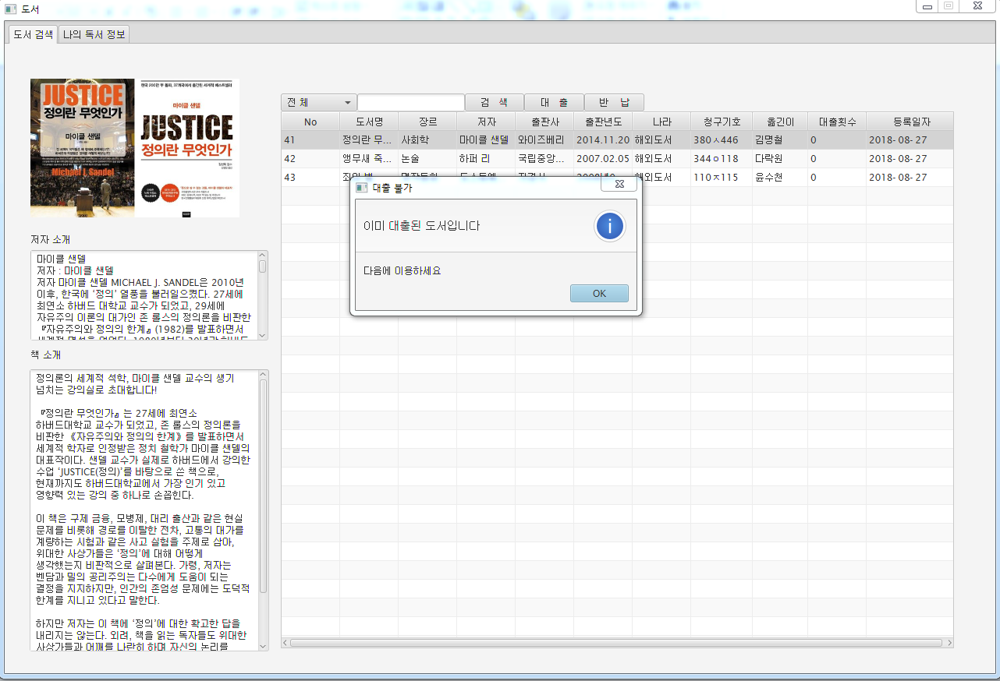 도서
도서 검색 나의 독서 정보
JUSTICE
정의란 무엇인가
마이클 샌델
Michael J. Sandel
한국 200만 부 돌파, 37개국에서 출간된 세계적 베스트셀러
마이클 샌델
JUSTICE
정의란 무엇인가
저자 소개
마이클 샌델
저자 : 마이클 샌델
저자 마이클 샌델 MICHAEL J. SANDEL은 2010년
이후, 한국에 ‘정의’ 열풍을 불러일으켰다. 27세에
최연소 하버드 대학교 교수가 되었고, 29세에
자유주의 이론의 대가인 존 롤스의 정의론을 비판한
『자유주의와 정의의 한계』(1982)를 발표하면서
책 소개
정의론의 세계적 석학, 마이클 샌델 교수의 생기
넘치는 강의실로 초대합니다!
『정의란 무엇인가』는 27세에 최연소
하버드대학교 교수가 되었고, 존 롤스의 정의론을
비판한 《자유주의와 정의의 한계》를 발표하면서
세계적 학자로 인정받은 정치 철학가 마이클 샌델의
대표작이다. 샌델 교수가 실제로 하버드에서 강의한
수업 ‘JUSTICE(정의)’를 바탕으로 쓴 책으로,
현재까지도 하버드대학교에서 가장 인기 있고
영향력 있는 강의 중 하나로 손꼽힌다.
이 책은 구제 금융, 모병제, 대리 출산과 같은 현실
문제를 비롯해 경로를 이탈한 전차, 고통의 대가를
계량하는 시험과 같은 사고 실험을 주제로 삼아,
위대한 사상가들은 ‘정의’에 대해 어떻게
생각했는지 비판적으로 살펴본다. 가령, 저자는
벤담과 밀의 공리주의는 다수에게 도움이 되는
결정을 지지하지만, 인간의 존엄성 문제에는 도덕적
한계를 지니고 있다고 말한다.
하지만 저자는 이 책에 ‘정의’에 대한 확고한 답을
내리지는 않는다. 외려, 책을 읽는 독자들도 위대한
사상가들과 어깨를 나란히 하며 자신의 논리를
전 체 검 색 대 출 반 납
No 도서명 장르 저자 출판사 출판년도 나라 청구기호 옮긴이 대출횟수 등록일자
41 정의란 무... 사회학 마이클 샌델 와이즈베리 2014.11.20 해외도서 380ㅅ446 김명철 0 2018- 08- 27
42 앵무새 죽... 논술 하퍼 리 국립중앙... 2007.02.05 해외도서 344ㅇ118 다락원 0 2018- 08- 27
43 해외도서 110ㅈ115 윤수천 0 2018- 08- 27
대출 불가
이미 대출된 도서입니다
다음에 이용하세요
OK